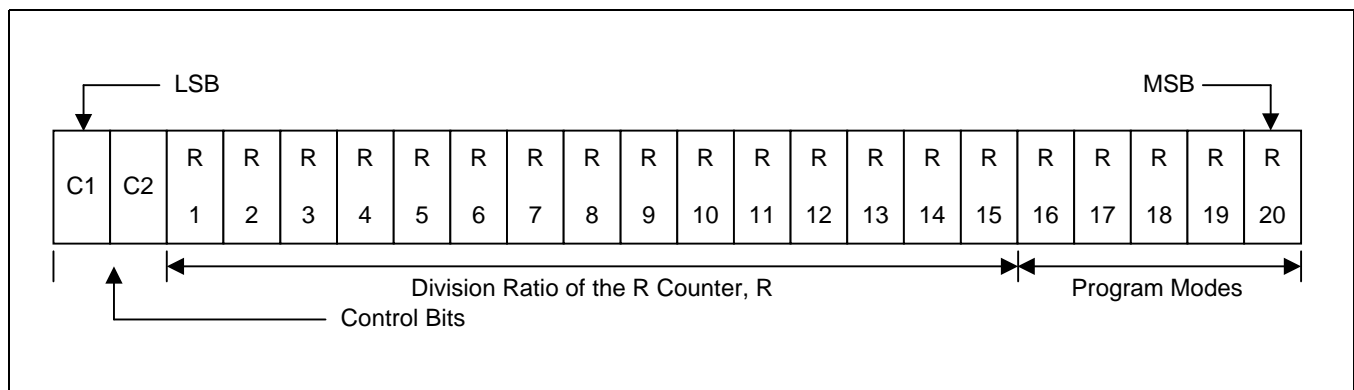 LSB MSB
C1 C2 R R R R R R R R R R R R R R R R R R R R
1 2 3 4 5 6 7 8 9 10 11 12 13 14 15 16 17 18 19 20
Division Ratio of the R Counter, R Program Modes
Control Bits